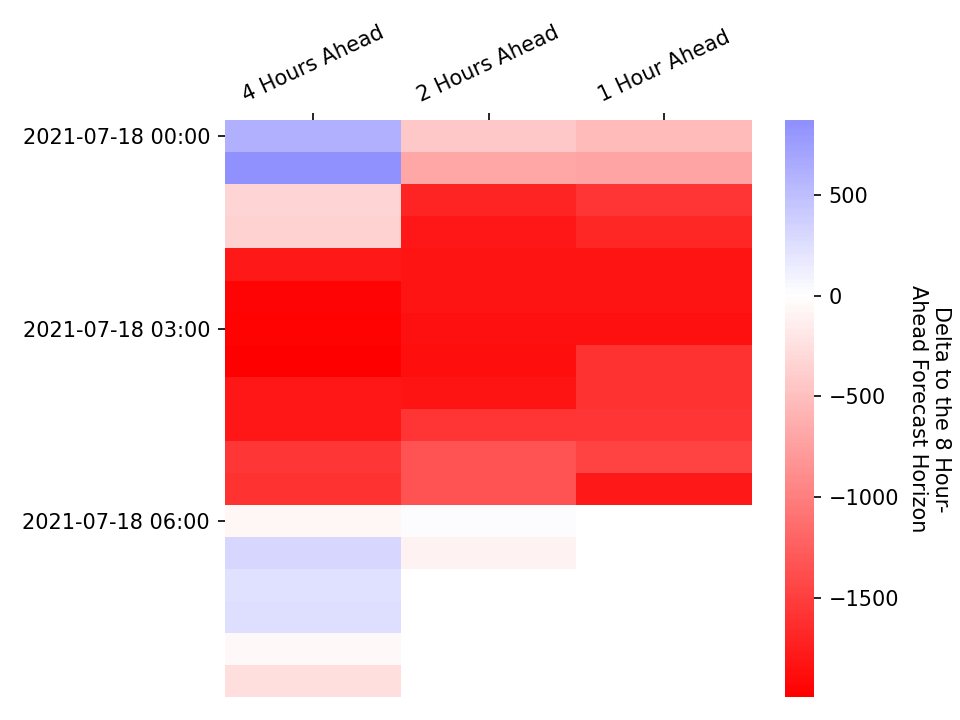 4 Hours Ahead
2 Hours Ahead
1 Hour Ahead
2021-07-18 00:00
2021-07-18 03:00
2021-07-18 06:00
500
0
−500
−1000
−1500
Delta to the 8 Hour-
Ahead Forecast Horizon